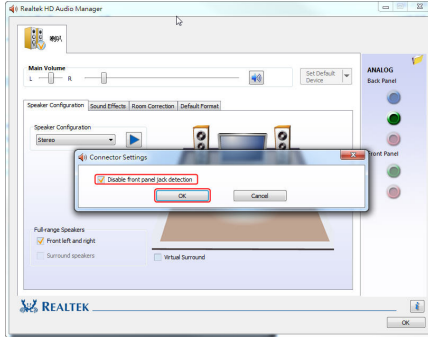 Realtek HD Audio Manager
喇叭
Main Volume
L
R
Set Default
Device
ANALOG
Back Panel
Speaker Configuration
Sound Effects
Room Correction
Default Format
Speaker Configuration
Stereo
Connector Settings
Front Panel
Disable front panel jack detection
OK
Cancel
Full-range Speakers
Front left and right
Surround speakers
Virtual Surround
REALTEK
OK